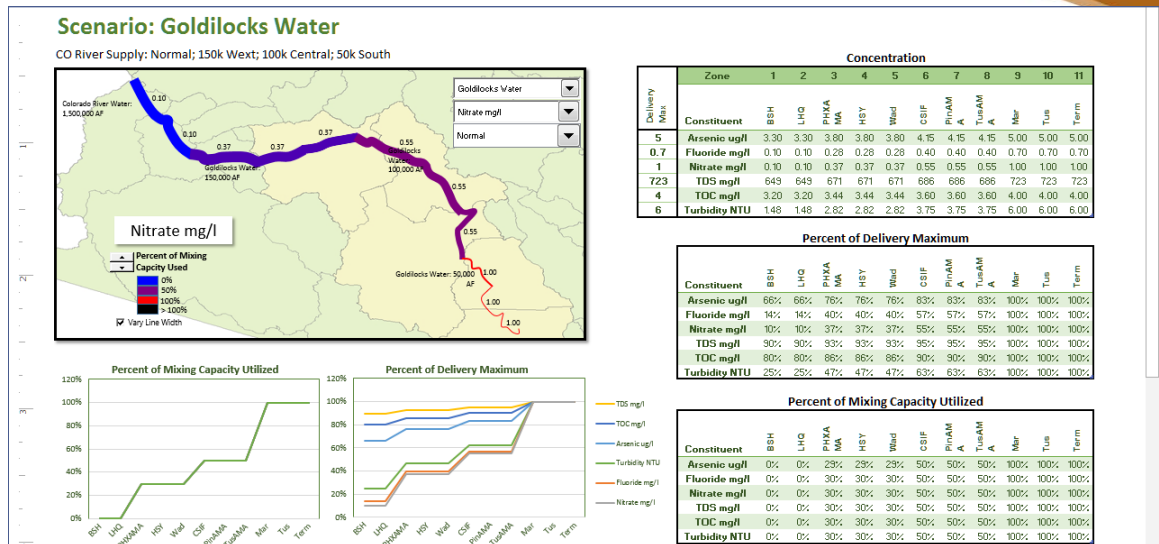 Scenario: Goldilocks Water
CO River Supply: Normal; 150k Wext; 100k Central; 50k South
Colorado River Water:
1,500,000 AF
0.10
0.10
0.37
0.37
0.37
0.55
0.55
0.55
1.00
1.00
1.00
Goldilocks Water:
150,000 AF
Goldilocks
Water:
100,000 AF
Goldilocks Water: 50,000
AF
Goldilocks Water
Nitrate mg/l
Normal
Nitrate mg/l
Percent of Mixing
Capcity Used
0%
50%
100%
> 100%
Vary Line Width
1
2
3
Percent of Mixing Capacity Utilized
120%
100%
80%
60%
40%
20%
0%
BSH LHQ PHXAMA HSY Wad CSIF PinAMA TusAMA Mar Tus Term
Percent of Delivery Maximum
120%
100%
80%
60%
40%
20%
0%
BSH LHQ PHXAMA HSY Wad CSIF PinAMA TusAMA Mar Tus Term
TDS mg/l
TOC mg/l
Arsenic ug/l
Turbidity NTU
Fluoride mg/l
Nitrate mg/l
Concentration
Zone 1 2 3 4 5 6 7 8 9 10 11
Delivery Max Constituent BSH LHQ PHXA MA HSY Wad CSIF PinAM A TusAM A Mar Tus Term
5 Arsenic ug/l 3.30 3.30 3.80 3.80 3.80 4.15 4.15 4.15 5.00 5.00 5.00
0.7 Fluoride mg/l 0.10 0.10 0.28 0.28 0.28 0.40 0.40 0.40 0.70 0.70 0.70
1 Nitrate mg/l 0.10 0.10 0.37 0.37 0.37 0.55 0.55 0.55 1.00 1.00 1.00
723 TDS mg/l 649 649 671 671 671 686 686 686 723 723 723
4 TOC mg/l 3.20 3.20 3.44 3.44 3.44 3.60 3.60 3.60 4.00 4.00 4.00
6 Turbidity NTU 1.48 1.48 2.82 2.82 2.82 3.75 3.75 3.75 6.00 6.00 6.00
Percent of Delivery Maximum
Constituent BSH LHQ PHXA MA HSY Wad CSIF PinAM A TusAM A Mar Tus Term
Arsenic ug/l 66% 66% 76% 76% 76% 83% 83% 83% 100% 100% 100%
Fluoride mg/l 14% 14% 40% 40% 40% 57% 57% 57% 100% 100% 100%
Nitrate mg/l 10% 10% 37% 37% 37% 55% 55% 55% 100% 100% 100%
TDS mg/l 90% 90% 93% 93% 93% 95% 95% 95% 100% 100% 100%
TOC mg/l 80% 80% 86% 86% 86% 90% 90% 90% 100% 100% 100%
Turbidity NTU 25% 25% 47% 47% 47% 63% 63% 63% 100% 100% 100%
Percent of Mixing Capacity Utilized
Constituent BSH LHQ PHXA MA HSY Wad CSIF PinAM A TusAM A Mar Tus Term
Arsenic ug/l 0% 0% 29% 29% 29% 50% 50% 50% 100% 100% 100%
Fluoride mg/l 0% 0% 30% 30% 30% 50% 50% 50% 100% 100% 100%
Nitrate mg/l 0% 0% 30% 30% 30% 50% 50% 50% 100% 100% 100%
TDS mg/l 0% 0% 30% 30% 30% 50% 50% 50% 100% 100% 100%
TOC mg/l 0% 0% 30% 30% 30% 50% 50% 50% 100% 100% 100%
Turbidity NTU 0% 0% 30% 30% 30% 50% 50% 50% 100% 100% 100%